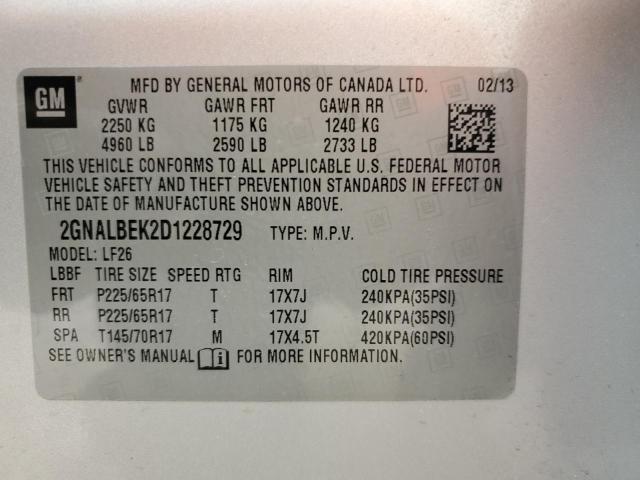 GM MFD BY GENERAL MOTORS OF CANADA LTD. 02/13
GVWR GAWR FRT GAWR RR
2250 KG 1175 KG 1240 KG
4960 LB 2590 LB 2733 LB
THIS VEHICLE CONFORMS TO ALL APPLICABLE U.S. FEDERAL MOTOR
VEHICLE SAFETY AND THEFT PREVENTION STANDARDS IN EFFECT ON
THE DATE OF MANUFACTURE SHOWN ABOVE.
2GNALBEK2D1228729 TYPE: M.P.V.
MODEL: LF26
LBBF TIRE SIZE SPEED RTG RIM COLD TIRE PRESSURE
FRT P225/65R17 T 17X7J 240KPA(35PSI)
RR P225/65R17 T 17X7J 240KPA(35PSI)
SPA T145/70R17 M 17X4.5T 420KPA(60PSI)
SEE OWNER'S MANUAL FOR MORE INFORMATION.